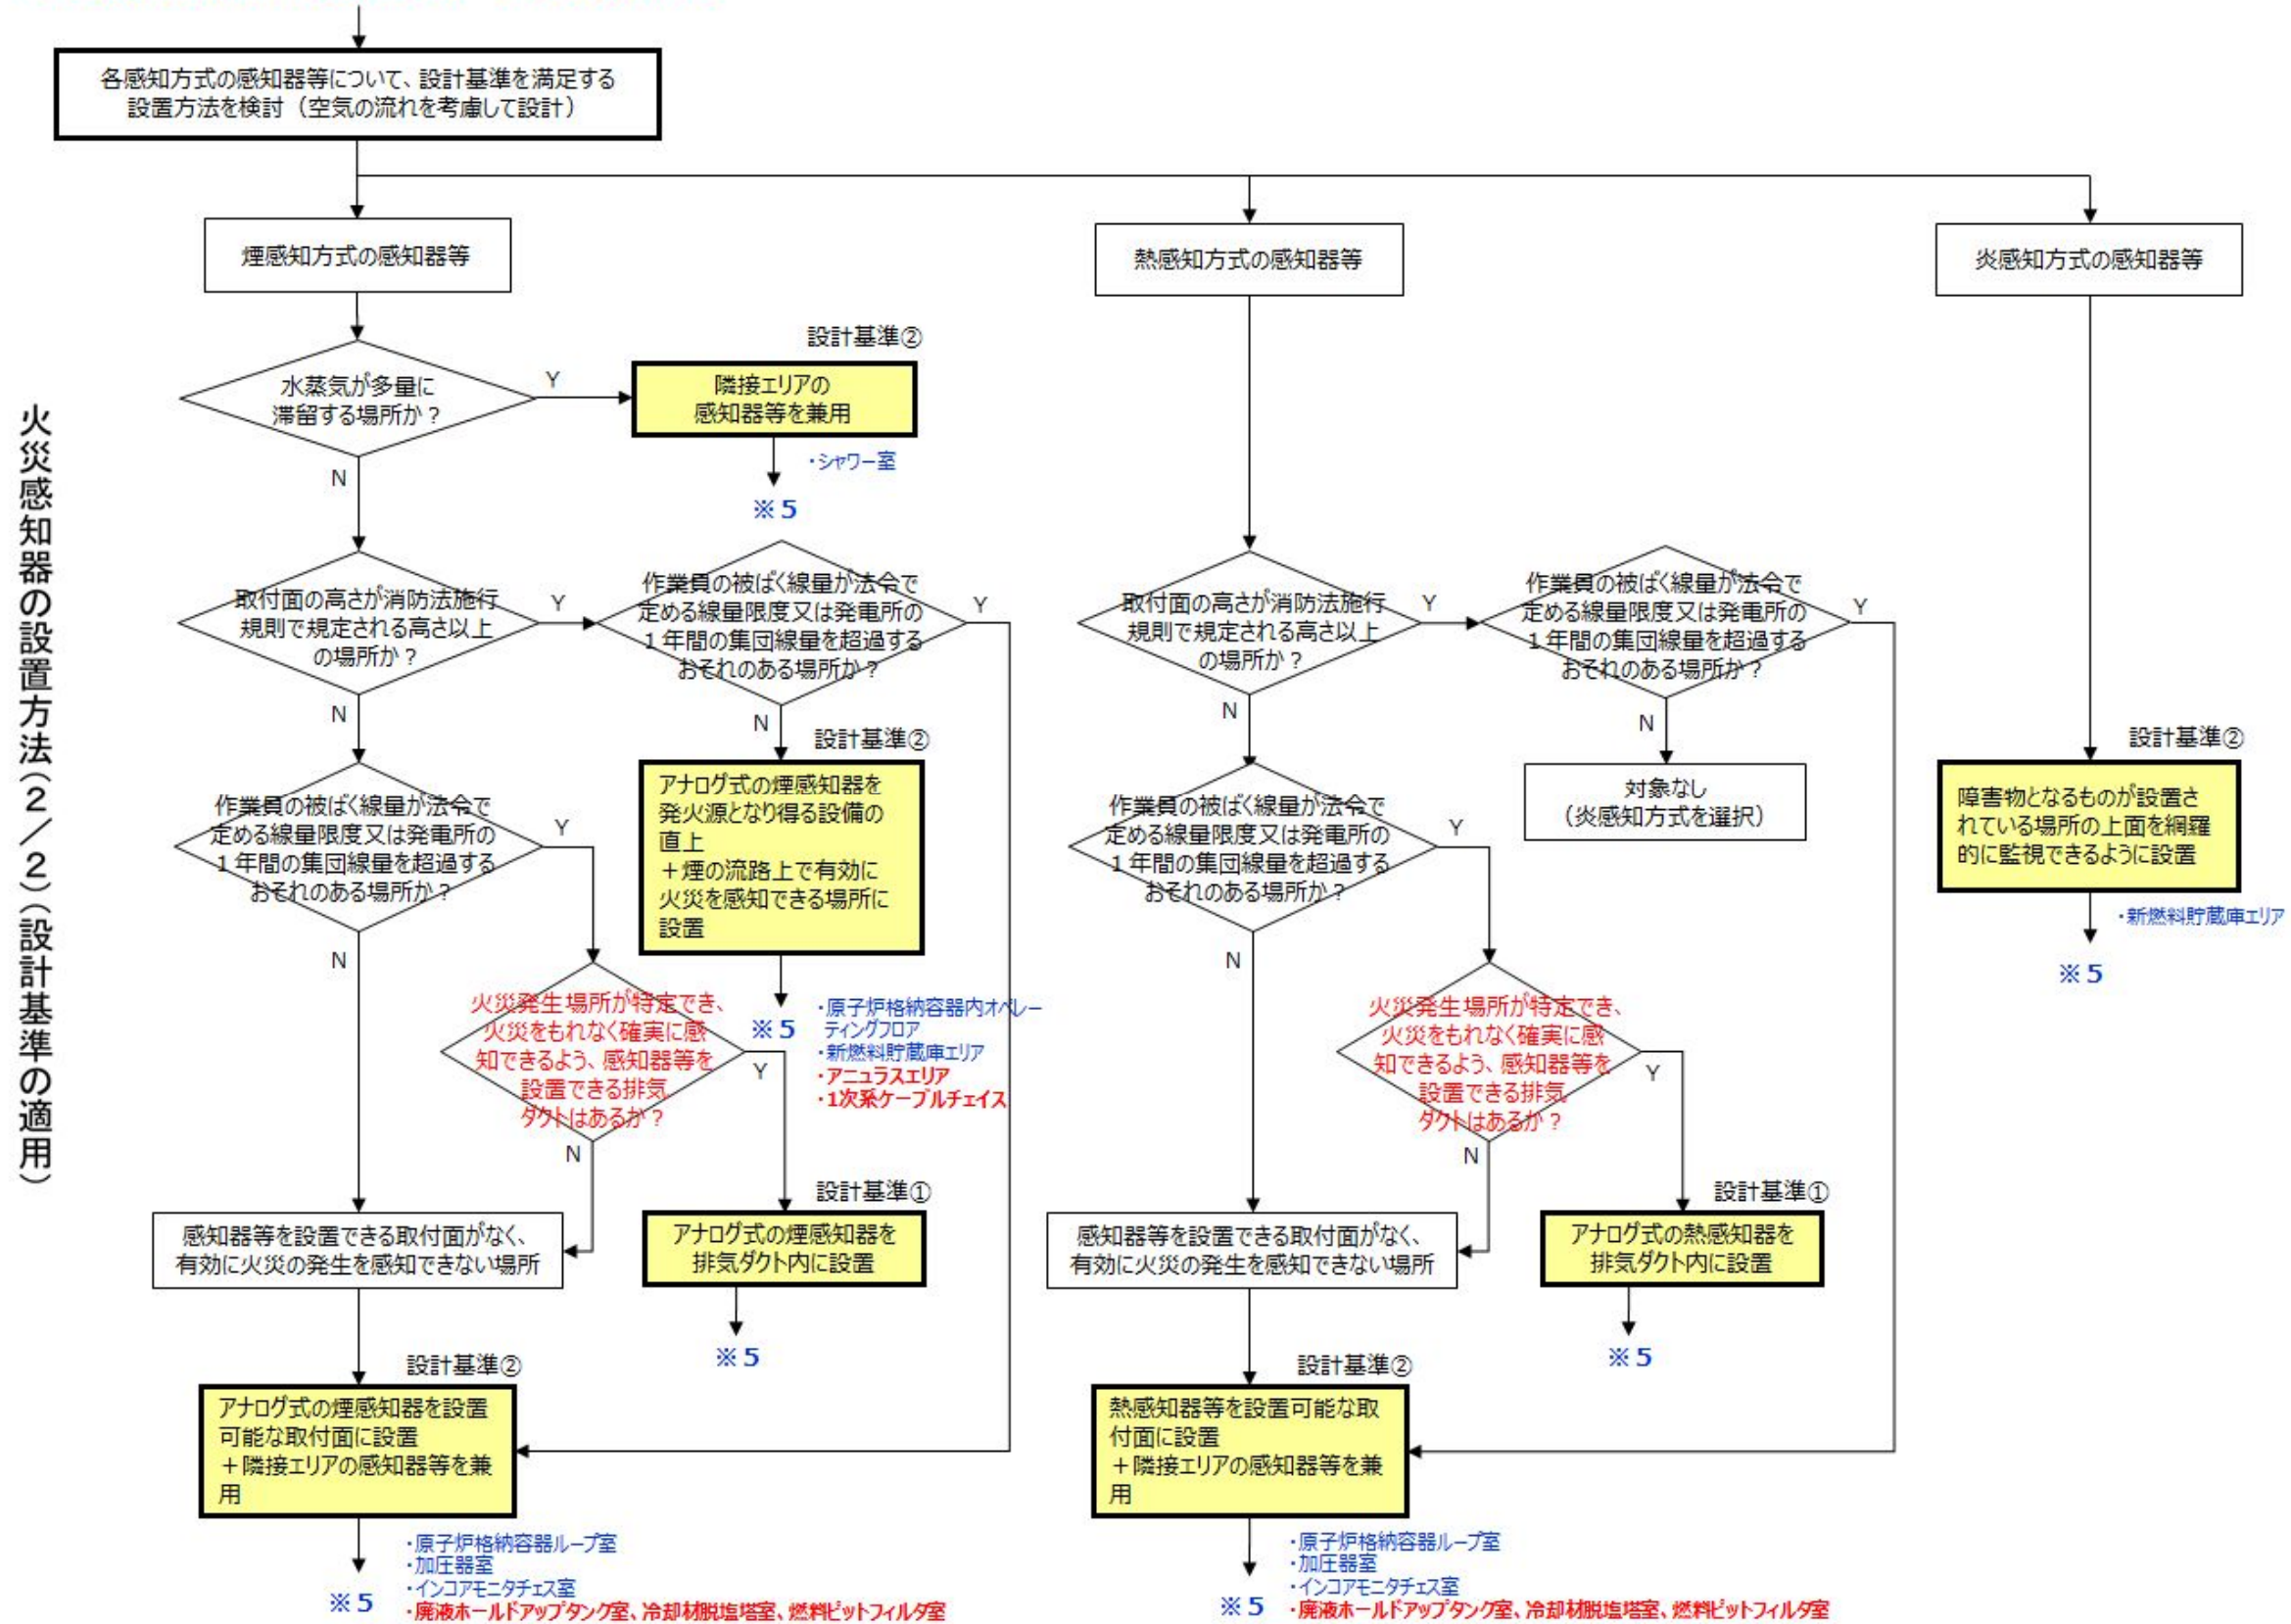 火災感知器の設置方法（２／２）（設計基準の適用）
各感知方式の感知器等について、設計基準を満足する
設置方法を検討（空気の流れを考慮して設計）
煙感知方式の感知器等
水蒸気が多量に
滞留する場所か？
Y
N
設計基準②
隣接エリアの
感知器等を兼用
・シャワー室
※５
取付面の高さが消防法施行
規則で規定される高さ以上
の場所か？
Y
N
作業員の被ばく線量が法令で
定める線量限度又は発電所の
１年間の集団線量を超過する
おそれのある場所か？
Y
N
設計基準②
アナログ式の煙感知器を
発火源となり得る設備の
直上
＋煙の流路上で有効に
火災を感知できる場所に
設置
※５
・原子炉格納容器内オペレー
ティングフロア
・新燃料貯蔵庫エリア
・アニュラスエリア
・1次系ケーブルチェイス
作業員の被ばく線量が法令で
定める線量限度又は発電所の
１年間の集団線量を超過する
おそれのある場所か？
Y
N
火災発生場所が特定でき、
火災をもれなく確実に感
知できるよう、感知器等を
設置できる排気
ダクトはあるか？
Y
N
設計基準①
アナログ式の煙感知器を
排気ダクト内に設置
※５
感知器等を設置できる取付面がなく、
有効に火災の発生を感知できない場所
設計基準②
アナログ式の煙感知器を設置
可能な取付面に設置
＋隣接エリアの感知器等を兼
用
※５
・原子炉格納容器ループ室
・加圧器室
・インコアモニタチェス室
・廃液ホールドアップタンク室、冷却材脱塩塔室、燃料ピットフィルタ室
熱感知方式の感知器等
取付面の高さが消防法施行
規則で規定される高さ以上
の場所か？
Y
N
作業員の被ばく線量が法令で
定める線量限度又は発電所の
１年間の集団線量を超過する
おそれのある場所か？
Y
N
対象なし
（炎感知方式を選択）
作業員の被ばく線量が法令で
定める線量限度又は発電所の
１年間の集団線量を超過する
おそれのある場所か？
Y
N
火災発生場所が特定でき、
火災をもれなく確実に感
知できるよう、感知器等を
設置できる排気
ダクトはあるか？
Y
N
設計基準①
アナログ式の熱感知器を
排気ダクト内に設置
※５
感知器等を設置できる取付面がなく、
有効に火災の発生を感知できない場所
設計基準②
熱感知器等を設置可能な取
付面に設置
＋隣接エリアの感知器等を兼
用
※５
・原子炉格納容器ループ室
・加圧器室
・インコアモニタチェス室
・廃液ホールドアップタンク室、冷却材脱塩塔室、燃料ピットフィルタ室
炎感知方式の感知器等
設計基準②
障害物となるものが設置さ
れている場所の上面を網羅
的に監視できるように設置
・新燃料貯蔵庫エリア
※５